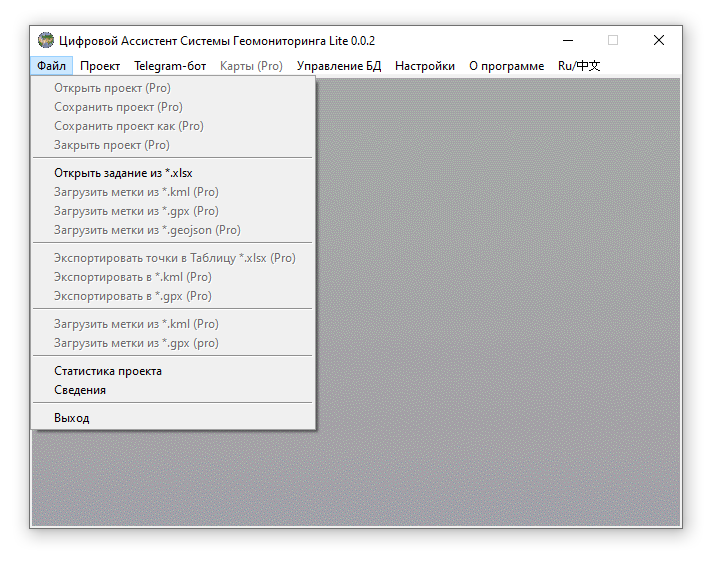 Цифровой Ассистент Системы Геомониторинга Lite 0.0.2
Файл Проект Telegram-бот Карты (Pro) Управление БД Настройки О программе Ru/中文
Открыть проект (Pro)
Сохранить проект (Pro)
Сохранить проект как (Pro)
Закрыть проект (Pro)
Открыть задание из *.xlsx
Загрузить метки из *.kml (Pro)
Загрузить метки из *.gpx (Pro)
Загрузить метки из *.geojson (Pro)
Экспортировать точки в Таблицу *.xlsx (Pro)
Экспортировать в *.kml (Pro)
Экспортировать в *.gpx (Pro)
Загрузить метки из *.kml (Pro)
Загрузить метки из *.gpx (pro)
Статистика проекта
Сведения
Выход